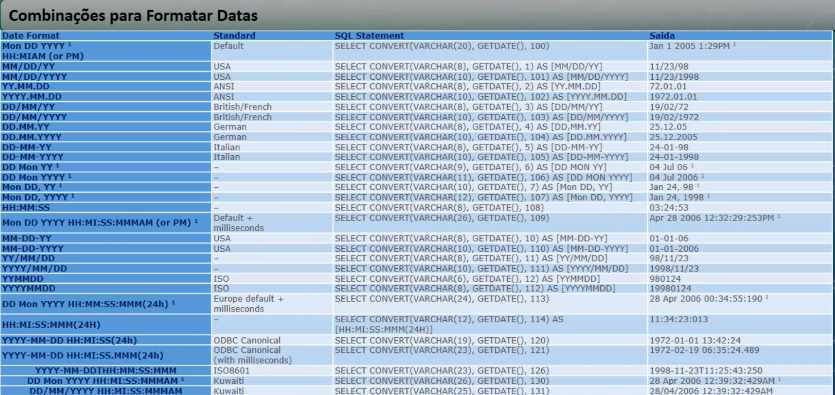 Combinações para Formatar Datas
Date Format Standard SQL Statement Saida
Mon DD YYYY ¹ Default SELECT CONVERT(VARCHAR(20), GETDATE(), 100) Jan 1 2005 1:29PM ¹
HH:MIAM (or PM)
MM/DD/YY USA SELECT CONVERT(VARCHAR(8), GETDATE(), 1) AS [MM/DD/YY] 11/23/98
MM/DD/YYYY USA SELECT CONVERT(VARCHAR(10), GETDATE(), 101) AS [MM/DD/YYYY] 11/23/1998
YY.MM.DD ANSI SELECT CONVERT(VARCHAR(8), GETDATE(), 2) AS [YY.MM.DD] 72.01.01
YYYY.MM.DD ANSI SELECT CONVERT(VARCHAR(10), GETDATE(), 102) AS [YYYY.MM.DD] 1972.01.01
DD/MM/YY British/French SELECT CONVERT(VARCHAR(8), GETDATE(), 3) AS [DD/MM/YY] 19/02/72
DD/MM/YYYY British/French SELECT CONVERT(VARCHAR(10), GETDATE(), 103) AS [DD/MM/YYYY] 19/02/1972
DD.MM.YY German SELECT CONVERT(VARCHAR(8), GETDATE(), 4) AS [DD.MM.YY] 25.12.05
DD.MM.YYYY German SELECT CONVERT(VARCHAR(10), GETDATE(), 104) AS [DD.MM.YYYY] 25.12.2005
DD-MM-YY Italian SELECT CONVERT(VARCHAR(8), GETDATE(), 5) AS [DD-MM-YY] 24-01-98
DD-MM-YYYY Italian SELECT CONVERT(VARCHAR(10), GETDATE(), 105) AS [DD-MM-YYYY] 24-01-1998
DD Mon YY ¹ – SELECT CONVERT(VARCHAR(9), GETDATE(), 6) AS [DD MON YY] 04 Jul 06 ¹
DD Mon YYYY ¹ – SELECT CONVERT(VARCHAR(11), GETDATE(), 106) AS [DD MON YYYY] 04 Jul 2006 ¹
Mon DD, YY ¹ – SELECT CONVERT(VARCHAR(10), GETDATE(), 7) AS [Mon DD, YY] Jan 24, 98 ¹
Mon DD, YYYY ¹ – SELECT CONVERT(VARCHAR(12), GETDATE(), 107) AS [Mon DD, YYYY] Jan 24, 1998 ¹
HH:MM:SS – SELECT CONVERT(VARCHAR(8), GETDATE(), 108) 03:24:53
Mon DD YYYY HH:MI:SS:MMMAM (or PM) ¹ Default + SELECT CONVERT(VARCHAR(26), GETDATE(), 109) Apr 28 2006 12:32:29:253PM ¹
milliseconds
MM-DD-YY USA SELECT CONVERT(VARCHAR(8), GETDATE(), 10) AS [MM-DD-YY] 01-01-06
MM-DD-YYYY USA SELECT CONVERT(VARCHAR(10), GETDATE(), 110) AS [MM-DD-YYYY] 01-01-2006
YY/MM/DD – SELECT CONVERT(VARCHAR(8), GETDATE(), 11) AS [YY/MM/DD] 98/11/23
YYYY/MM/DD – SELECT CONVERT(VARCHAR(10), GETDATE(), 111) AS [YYYY/MM/DD] 1998/11/23
YYMMDD ISO SELECT CONVERT(VARCHAR(6), GETDATE(), 12) AS [YYMMDD] 980124
YYYYMMDD ISO SELECT CONVERT(VARCHAR(8), GETDATE(), 112) AS [YYYYMMDD] 19980124
DD Mon YYYY HH:MM:SS:MMM(24h) ¹ Europe default + SELECT CONVERT(VARCHAR(24), GETDATE(), 113) 28 Apr 2006 00:34:55:190 ¹
milliseconds
HH:MI:SS:MMM(24H) – SELECT CONVERT(VARCHAR(12), GETDATE(), 114) AS 11:34:23:013
[HH:MI:SS:MMM(24H)]
YYYY-MM-DD HH:MI:SS(24h) ODBC Canonical SELECT CONVERT(VARCHAR(19), GETDATE(), 120) 1972-01-01 13:42:24
YYYY-MM-DD HH:MI:SS.MMM(24h) ODBC Canonical SELECT CONVERT(VARCHAR(23), GETDATE(), 121) 1972-02-19 06:35:24.489
(with milliseconds)
YYYY-MM-DDTHH:MM:SS:MMM ISO8601 SELECT CONVERT(VARCHAR(23), GETDATE(), 126) 1998-11-23T11:25:43:250
DD Mon YYYY HH:MI:SS:MMMAM ¹ Kuwaiti SELECT CONVERT(VARCHAR(26), GETDATE(), 130) 28 Apr 2006 12:39:32:429AM ¹
DD/MM/YYYY HH:MI:SS:MMMAM Kuwaiti SELECT CONVERT(VARCHAR(25), GETDATE(), 131) 28/04/2006 12:39:32:429AM